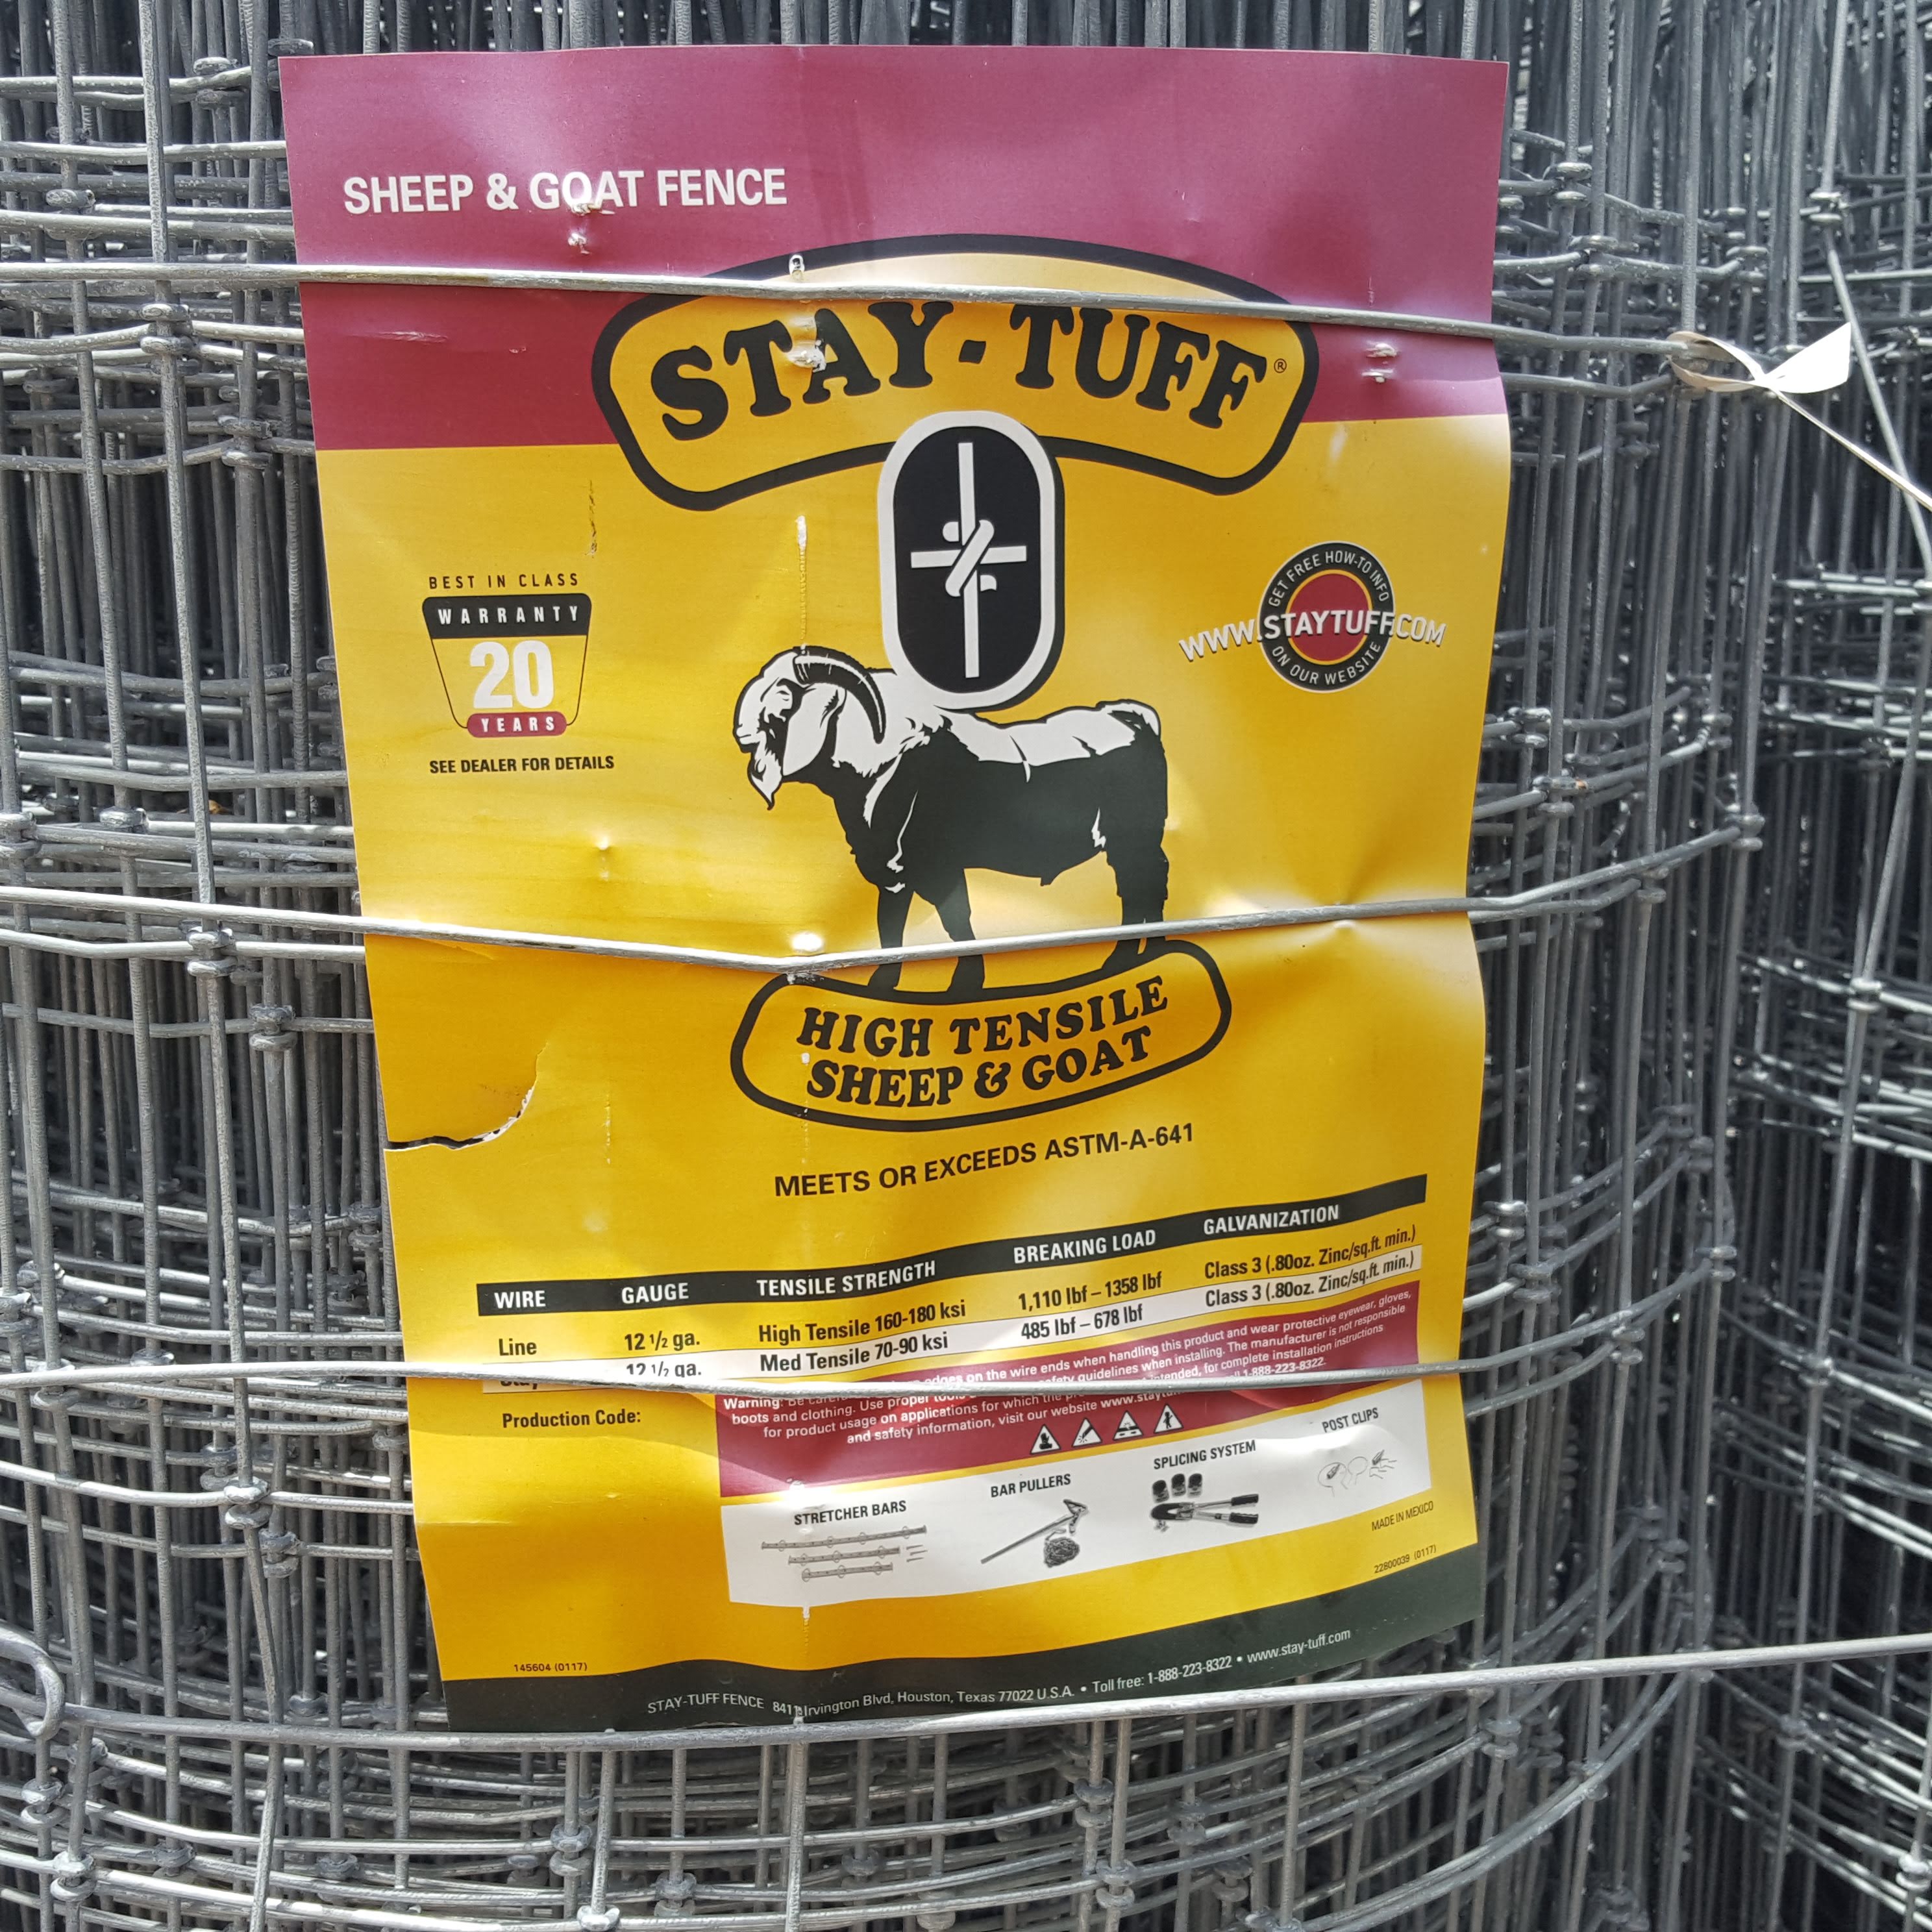 SHEEP & GOAT FENCE
STAY-TUFF®
BEST IN CLASS
WARRANTY
20
YEARS
SEE DEALER FOR DETAILS
GET FREE HOW-TO INFO
WWW.STAYTUFF.COM
ON OUR WEBSITE
HIGH TENSILE
SHEEP & GOAT
MEETS OR EXCEEDS ASTM-A-641
WIRE GAUGE TENSILE STRENGTH BREAKING LOAD GALVANIZATION
Line 12 1/2 ga. High Tensile 160-180 ksi 1,110 lbf – 1358 lbf Class 3 (.80oz. Zinc/sq.ft. min.)
12 1/2 ga. Med Tensile 70-90 ksi 485 lbf – 678 lbf Class 3 (.80oz. Zinc/sq.ft. min.)
Production Code:
Warning: edges on the wire ends when handling this product and wear protective eyewear, gloves,
boots and clothing. Use proper guidelines when installing. The manufacturer is not responsible
for product usage on applications for which the intended, for complete installation instructions
and safety information, visit our website 1-888-223-8322.
STRETCHER BARS
BAR PULLERS
SPLICING SYSTEM
POST CLIPS
MADE IN MEXICO
22800039 (0117)
145604 (0117)
STAY-TUFF FENCE 8411 Irvington Blvd, Houston, Texas 77022 U.S.A. • Toll free: 1-888-223-8322 • www.stay-tuff.com